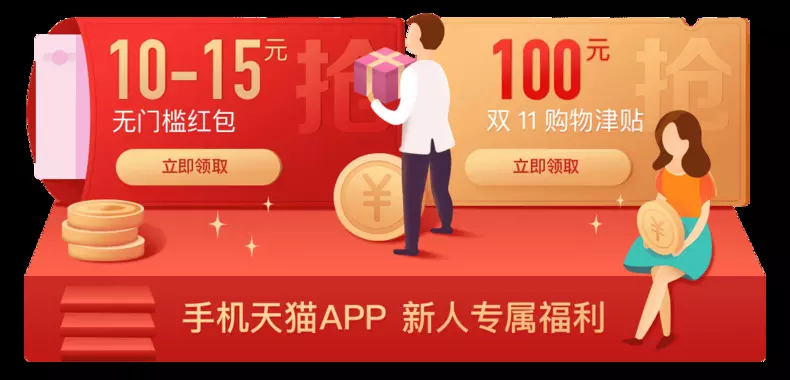 10-15元
抢
无门槛红包
立即领取
100元
抢
双 11 购物津贴
立即领取
¥
¥
手机天猫APP 新人专属福利